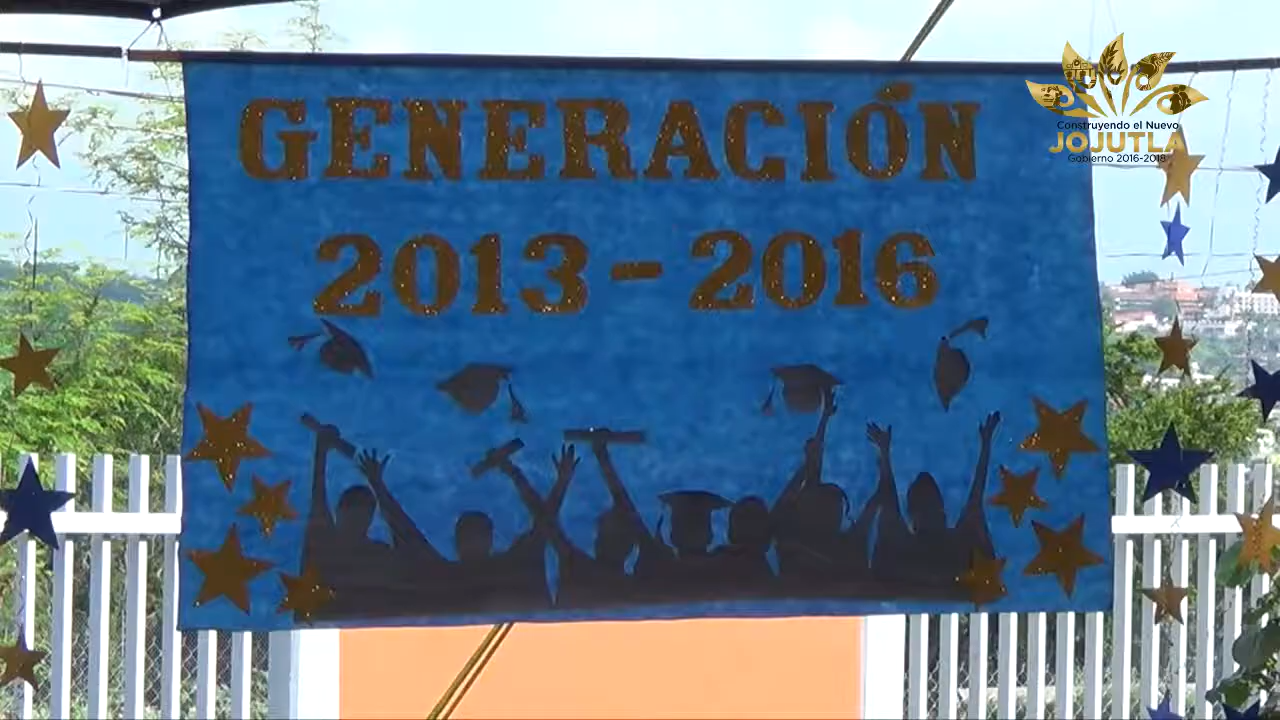 GENERACIÓN
2013-2016
Construyendo el Nuevo
JOJUTLA
Gobierno 2016-2018